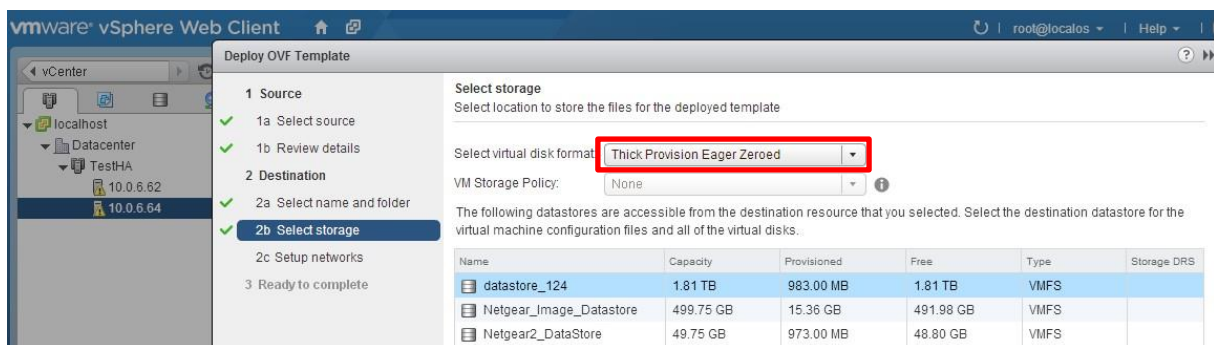 vmware® vSphere Web Client
root@localos
Help
vCenter
localhost
Datacenter
TestHA
10.0.6.62
10.0.6.64
Deploy OVF Template
1 Source
1a Select source
1b Review details
2 Destination
2a Select name and folder
2b Select storage
2c Setup networks
3 Ready to complete
Select storage
Select location to store the files for the deployed template
Select virtual disk format: Thick Provision Eager Zeroed
VM Storage Policy: None
The following datastores are accessible from the destination resource that you selected. Select the destination datastore for the
virtual machine configuration files and all of the virtual disks.
Name Capacity Provisioned Free Type Storage DRS
datastore_124 1.81 TB 983.00 MB 1.81 TB VMFS
Netgear_Image_Datastore 499.75 GB 15.36 GB 491.98 GB VMFS
Netgear2_DataStore 49.75 GB 973.00 MB 48.80 GB VMFS